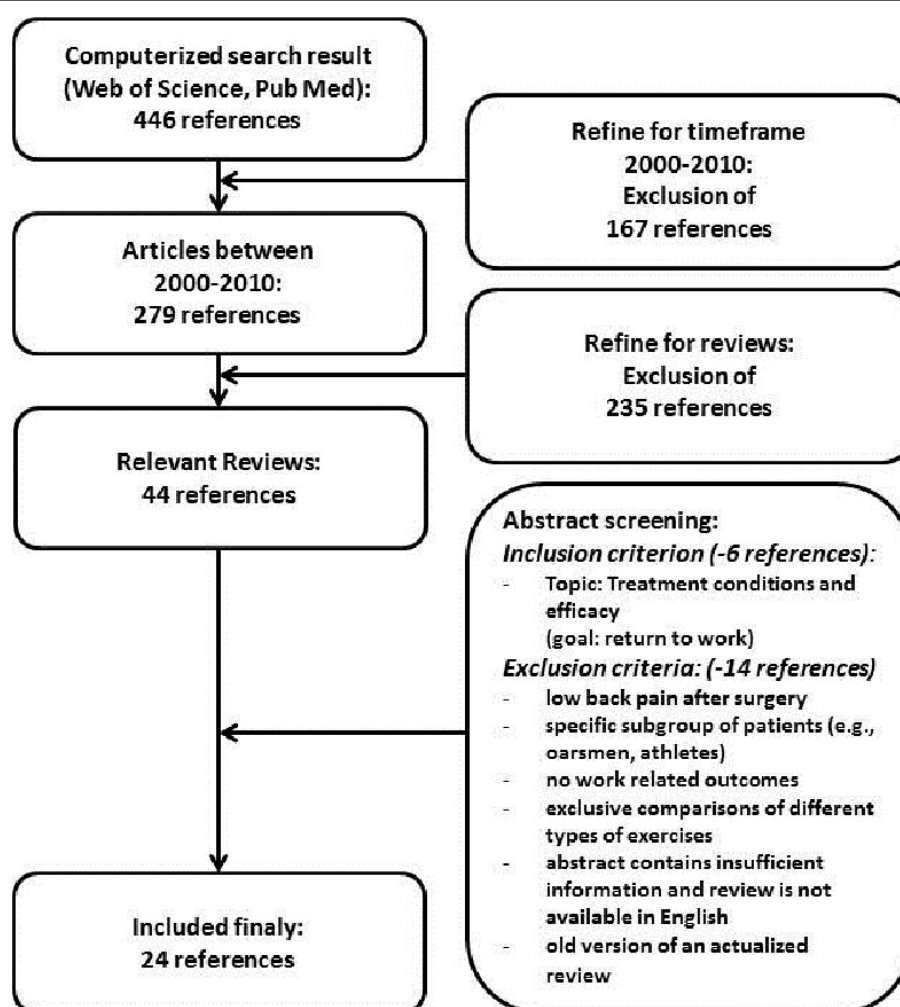 Computerized search result
(Web of Science, Pub Med):
446 references
Refine for timeframe
2000-2010:
Exclusion of
167 references
Articles between
2000-2010:
279 references
Refine for reviews:
Exclusion of
235 references
Relevant Reviews:
44 references
Abstract screening:
Inclusion criterion (-6 references):
- Topic: Treatment conditions and
efficacy
(goal: return to work)
Exclusion criteria: (-14 references)
- low back pain after surgery
- specific subgroup of patients (e.g.,
oarsmen, athletes)
- no work related outcomes
- exclusive comparisons of different
types of exercises
- abstract contains insufficient
information and review is not
available in English
- old version of an actualized
review
Included finaly:
24 references